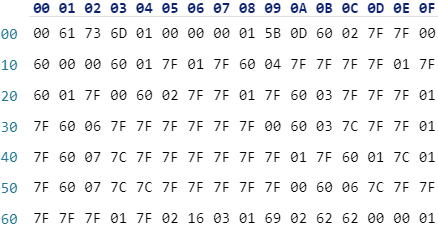 00 01 02 03 04 05 06 07 08 09 0A 0B 0C 0D 0E 0F
00 00 61 73 6D 01 00 00 00 01 5B 0D 60 02 7F 7F 00
10 60 00 00 60 01 7F 01 7F 60 04 7F 7F 7F 7F 01 7F
20 60 01 7F 00 60 02 7F 7F 01 7F 60 03 7F 7F 7F 01
30 7F 60 06 7F 7F 7F 7F 7F 7F 00 60 03 7C 7F 7F 01
40 7F 60 07 7C 7F 7F 7F 7F 7F 7F 01 7F 60 01 7C 01
50 7F 60 07 7C 7C 7F 7F 7F 7F 7F 00 60 06 7C 7F 7F
60 7F 7F 7F 01 7F 02 16 03 01 69 02 62 62 00 00 01